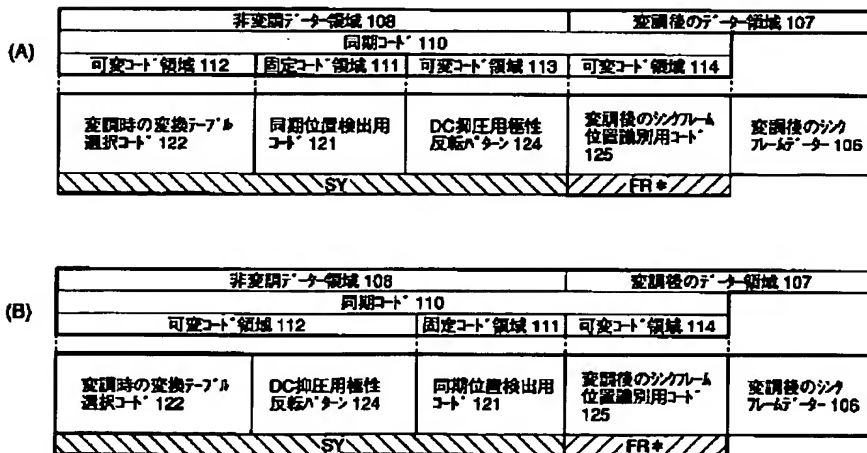 (A)
非変調データー領域 108
変調後のデーター領域 107
同期コード 110
可変コード領域 112
固定コード領域 111
可変コード領域 113
可変コード領域 114
変調時の変換テーブル
選択コード 122
同期位置検出用
コード 121
DC抑圧用極性
反転パターン 124
変調後のシンクフレーム
位置識別用コード
125
変調後のシンク
フレームデーター 106
SY
FR*
(B)
非変調データー領域 108
変調後のデーター領域 107
同期コード 110
可変コード領域 112
固定コード領域 111
可変コード領域 114
変調時の変換テーブル
選択コード 122
DC抑圧用極性
反転パターン 124
同期位置検出用
コード 121
変調後のシンクフレーム
位置識別用コード
125
変調後のシンク
フレームデーター 106
SY
FR*